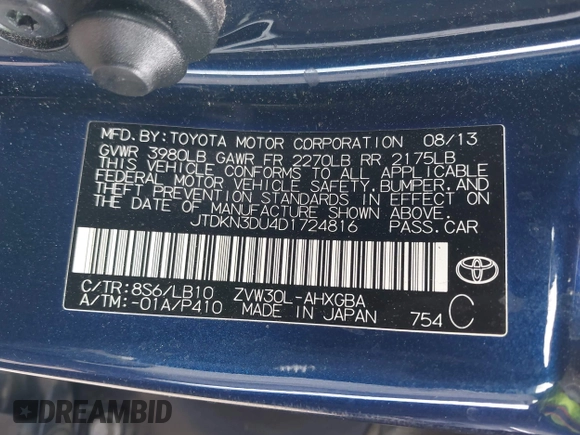 MFD.BY:TOYOTA MOTOR CORPORATION 08/13
GVWR 3980LB GAWR FR 2270LB RR 2175LB
THIS VEHICLE CONFORMS TO ALL APPLICABLE
FEDERAL MOTOR VEHICLE SAFETY,BUMPER,AND
THEFT PREVENTION STANDARDS IN EFFECT ON
THE DATE OF MANUFACTURE SHOWN ABOVE.
JTDKN3DU4D1724816 PASS.CAR
C/TR:8S6/LB10 ZVW30L-AHXGBA
A/TM:-01A/P410 MADE IN JAPAN 754 C
DREAMBID